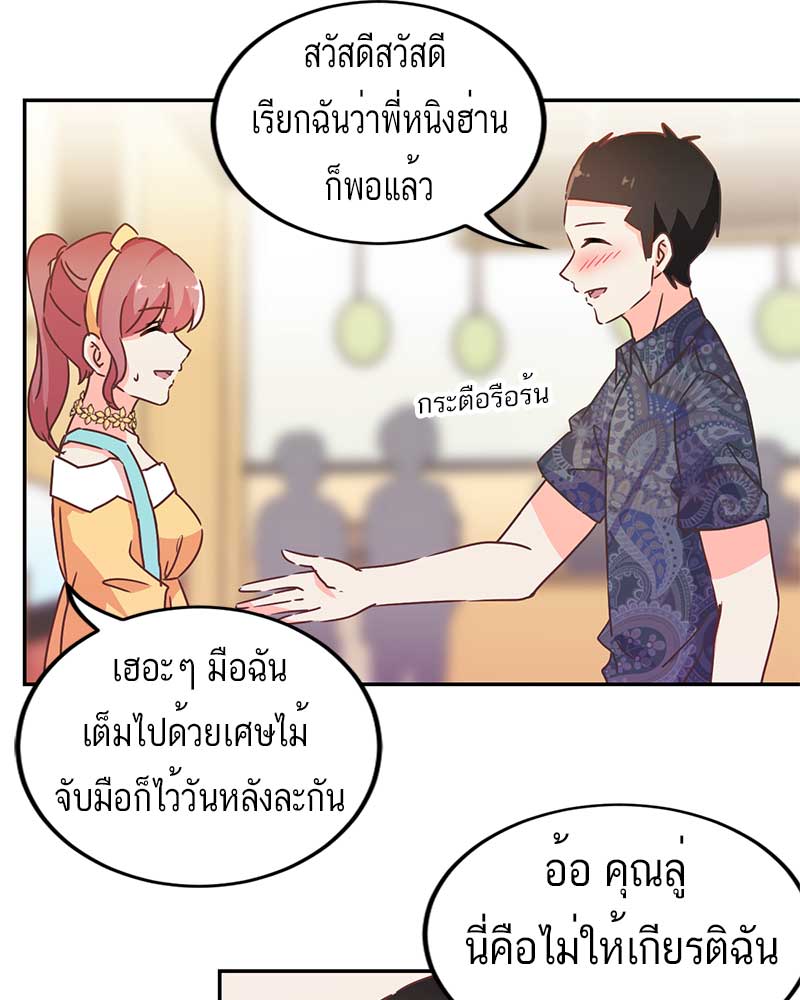 สวัสดีสวัสดี
เรียกฉันว่าพี่หนิงฮ่าน
ก็พอแล้ว
กระตือรือร้น
เฮอะๆ มือฉัน
เต็มไปด้วยเศษไม้
จับมือก็ไว้วันหลังละกัน
อ้อ คุณลู่
นี่คือไม่ให้เกียรติฉัน